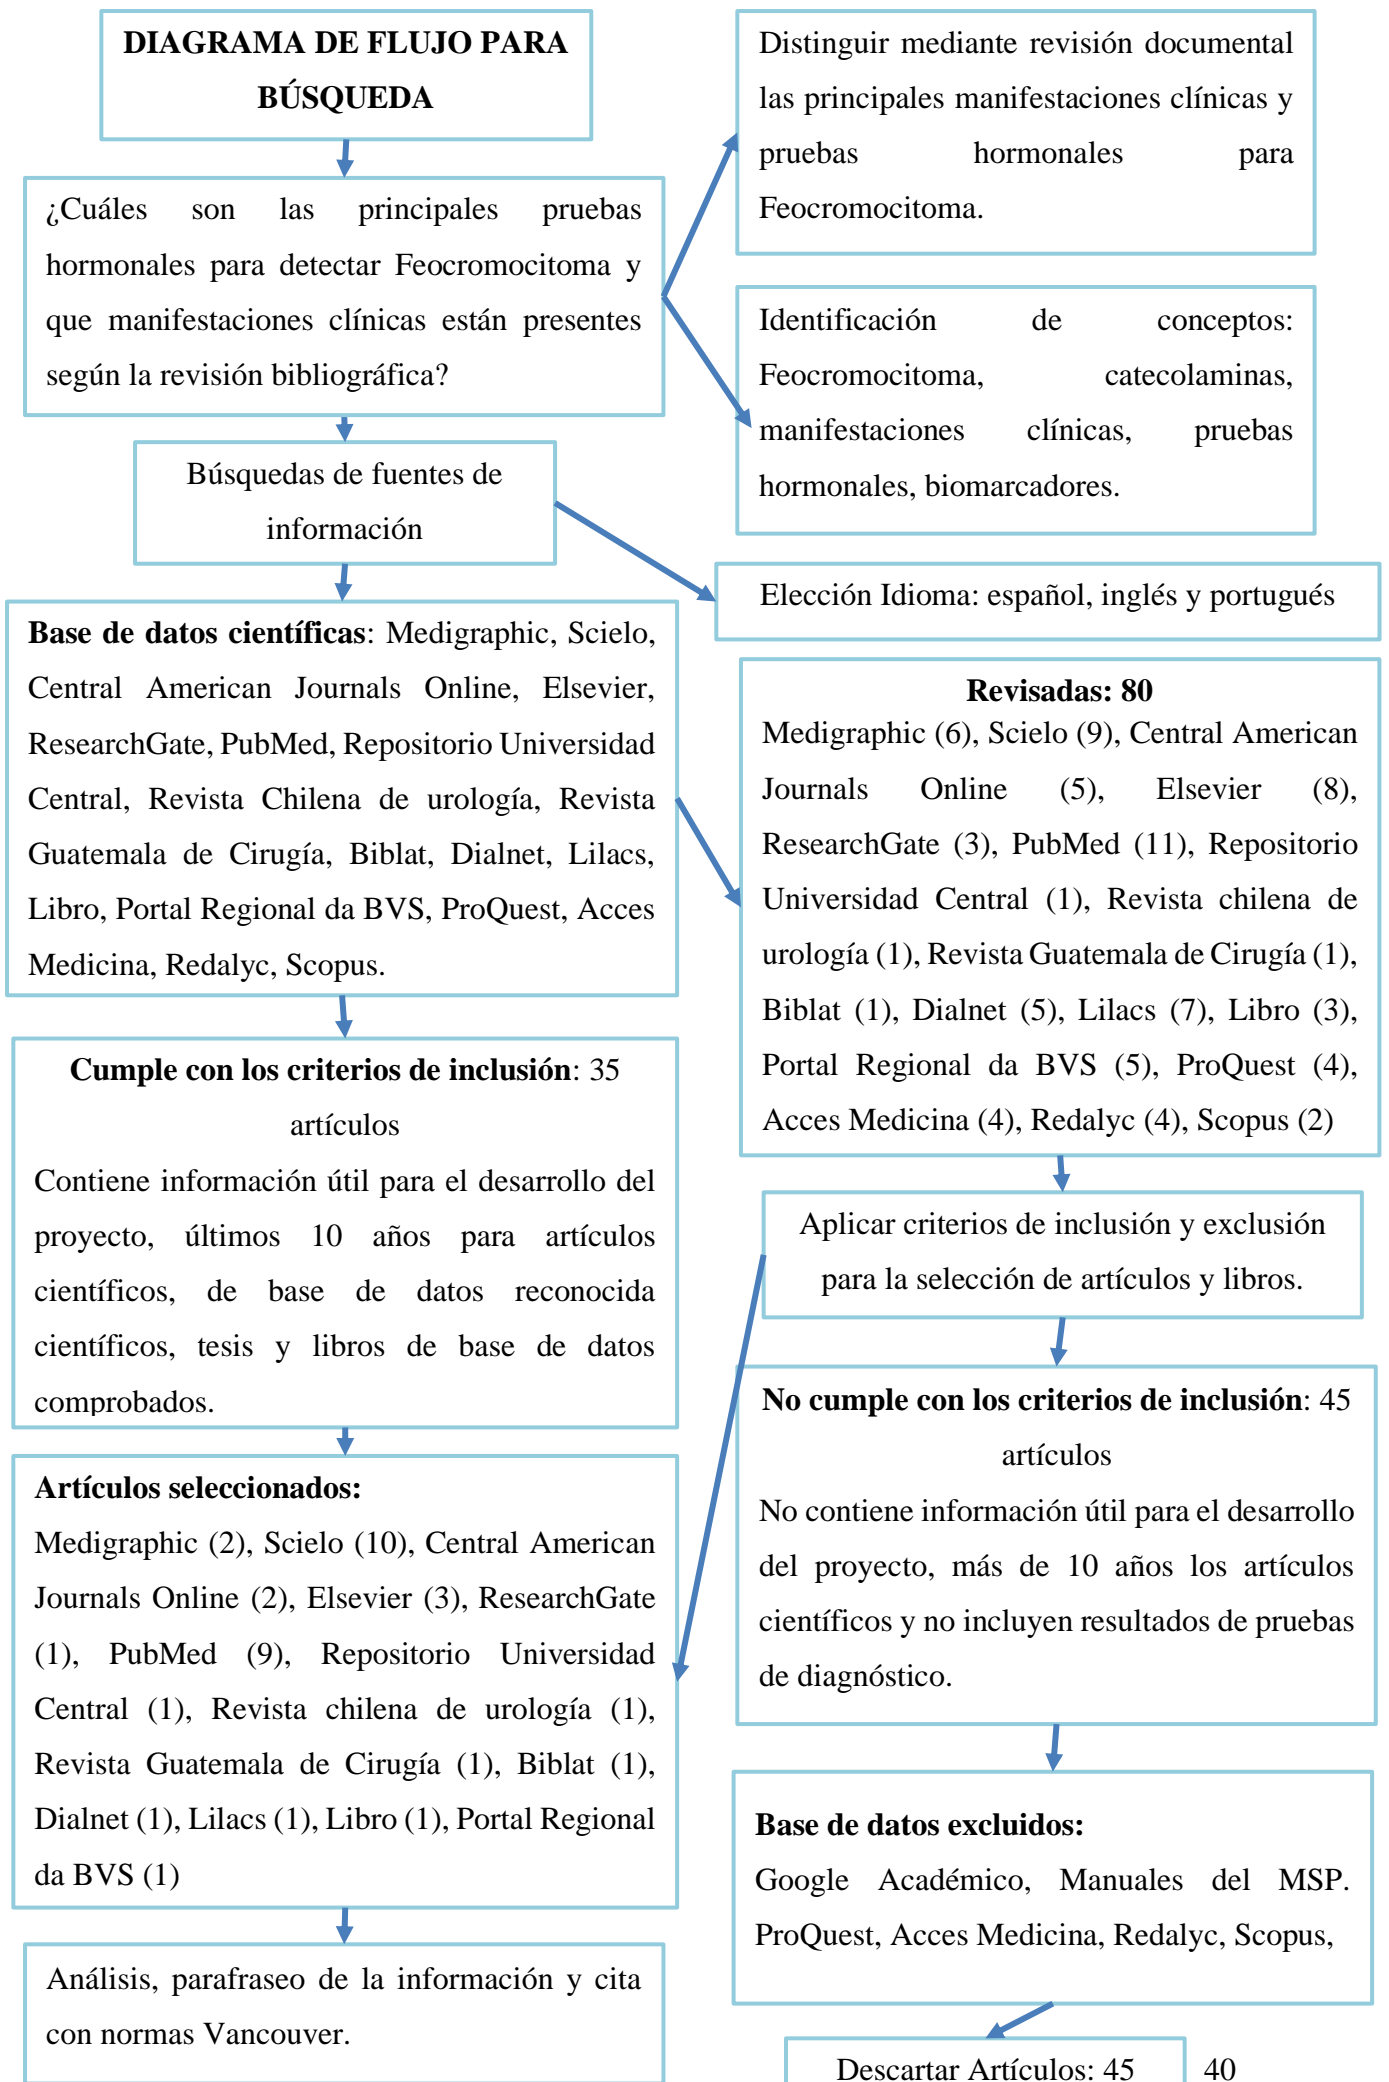 DIAGRAMA DE FLUJO PARA
BÚSQUEDA
Distinguir mediante revisión documental
las principales manifestaciones clínicas y
pruebas hormonales para
Feocromocitoma.
¿Cuáles son las principales pruebas
hormonales para detectar Feocromocitoma y
que manifestaciones clínicas están presentes
según la revisión bibliográfica?
Identificación de conceptos:
Feocromocitoma, catecolaminas,
manifestaciones clínicas, pruebas
hormonales, biomarcadores.
Búsquedas de fuentes de
información
Elección Idioma: español, inglés y portugués
Base de datos científicas: Medigraphic, Scielo,
Central American Journals Online, Elsevier,
ResearchGate, PubMed, Repositorio Universidad
Central, Revista Chilena de urología, Revista
Guatemala de Cirugía, Biblat, Dialnet, Lilacs,
Libro, Portal Regional da BVS, ProQuest, Acces
Medicina, Redalyc, Scopus.
Revisadas: 80
Medigraphic (6), Scielo (9), Central American
Journals Online (5), Elsevier (8),
ResearchGate (3), PubMed (11), Repositorio
Universidad Central (1), Revista chilena de
urología (1), Revista Guatemala de Cirugía (1),
Biblat (1), Dialnet (5), Lilacs (7), Libro (3),
Portal Regional da BVS (5), ProQuest (4),
Acces Medicina (4), Redalyc (4), Scopus (2)
Cumple con los criterios de inclusión: 35
artículos
Contiene información útil para el desarrollo del
proyecto, últimos 10 años para artículos
científicos, de base de datos reconocida
científicos, tesis y libros de base de datos
comprobados.
Aplicar criterios de inclusión y exclusión
para la selección de artículos y libros.
No cumple con los criterios de inclusión: 45
artículos
No contiene información útil para el desarrollo
del proyecto, más de 10 años los artículos
científicos y no incluyen resultados de pruebas
de diagnóstico.
Artículos seleccionados:
Medigraphic (2), Scielo (10), Central American
Journals Online (2), Elsevier (3), ResearchGate
(1), PubMed (9), Repositorio Universidad
Central (1), Revista chilena de urología (1),
Revista Guatemala de Cirugía (1), Biblat (1),
Dialnet (1), Lilacs (1), Libro (1), Portal Regional
da BVS (1)
Base de datos excluidos:
Google Académico, Manuales del MSP.
ProQuest, Acces Medicina, Redalyc, Scopus,
Análisis, parafraseo de la información y cita
con normas Vancouver.
Descartar Artículos: 45
40